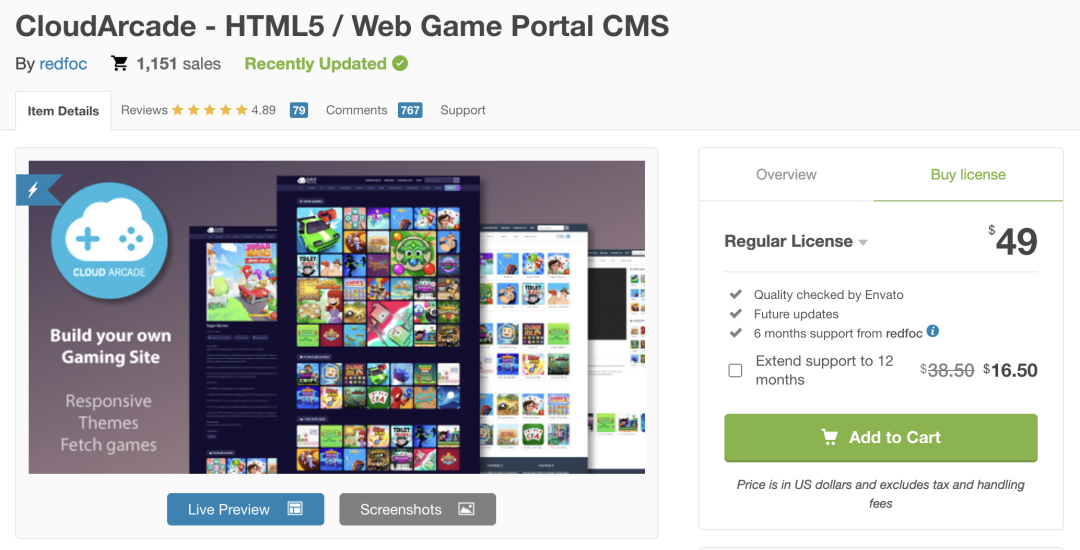 CloudArcade - HTML5 / Web Game Portal CMS
By redfoc 1,151 sales Recently Updated
Item Details Reviews 4.89 79 Comments 767 Support
CLOUD ARCADE
Build your own
Gaming Site
Responsive
Themes
Fetch games
Live Preview Screenshots
Overview Buy license
Regular License $49
Quality checked by Envato
Future updates
6 months support from redfoc
Extend support to 12 months $38.50 $16.50
Add to Cart
Price is in US dollars and excludes tax and handling
fees